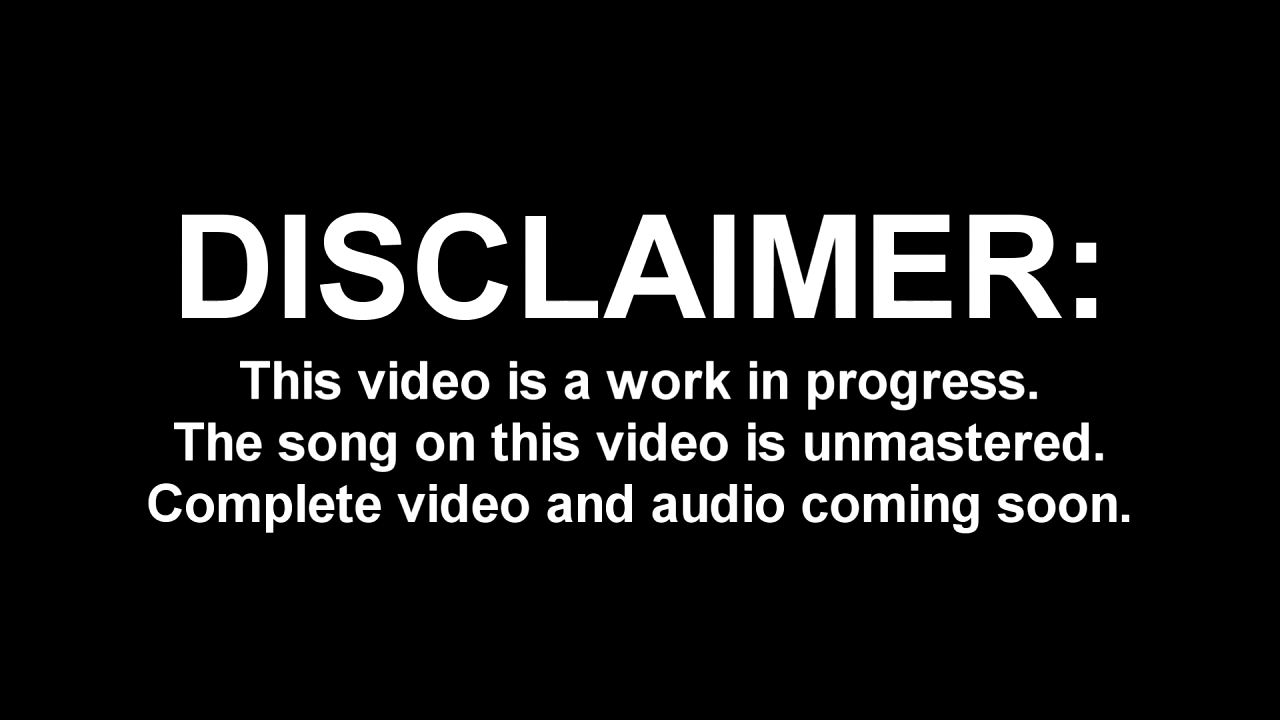 DISCLAIMER:
This video is a work in progress.
The song on this video is unmastered.
Complete video and audio coming soon.